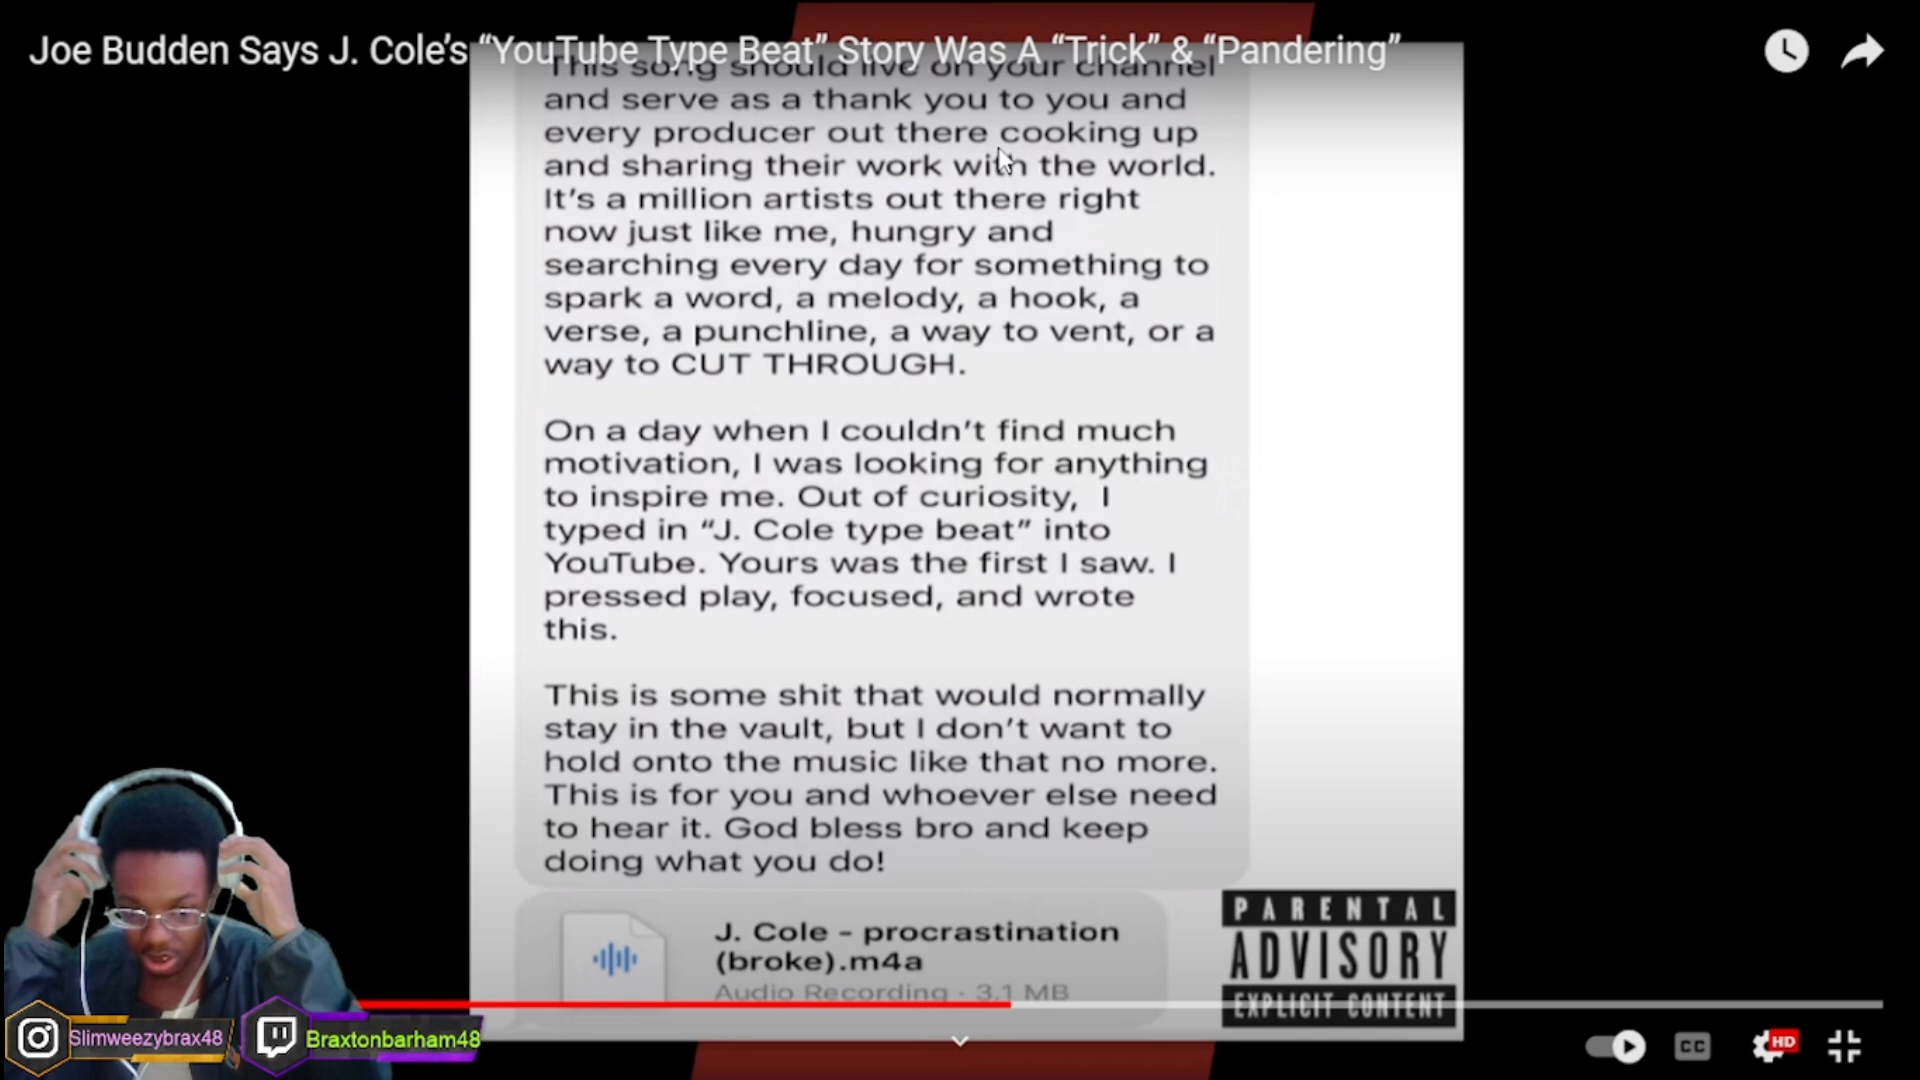 Joe Budden Says J. Cole's “YouTube Type Beat” Story Was A “Trick” & “Pandering”
This song should live on your channel
and serve as a thank you to you and
every producer out there cooking up
and sharing their work with the world.
It's a million artists out there right
now just like me, hungry and
searching every day for something to
spark a word, a melody, a hook, a
verse, a punchline, a way to vent, or a
way to CUT THROUGH.
On a day when I couldn't find much
motivation, I was looking for anything
to inspire me. Out of curiosity, I
typed in “J. Cole type beat” into
YouTube. Yours was the first I saw. I
pressed play, focused, and wrote
this.
This is some shit that would normally
stay in the vault, but I don't want to
hold onto the music like that no more.
This is for you and whoever else need
to hear it. God bless bro and keep
doing what you do!
J. Cole - procrastination
(broke).m4a
Audio Recording · 3.1 MB
PARENTAL
ADVISORY
EXPLICIT CONTENT
Slimweezybrax48
Braxtonbarham48
CC
HD